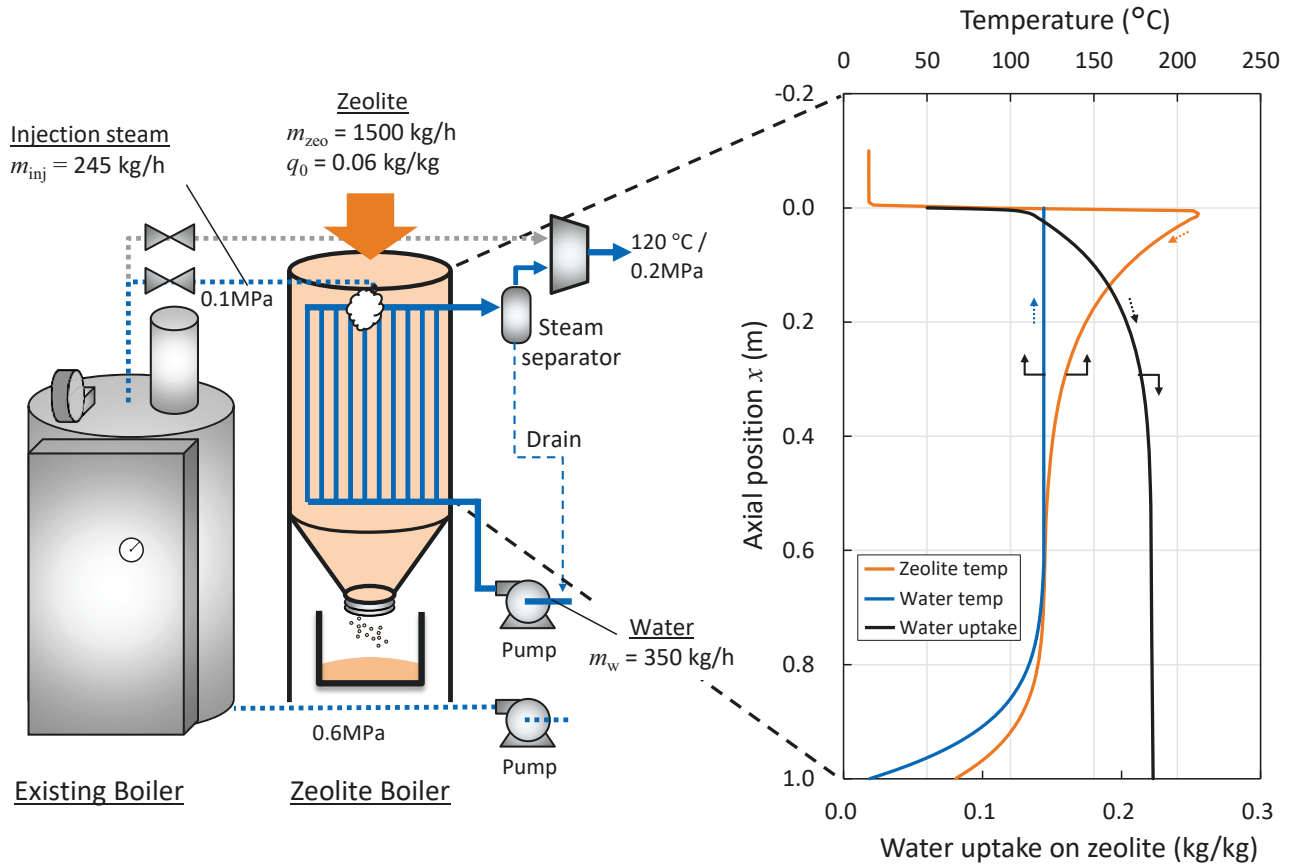 Zeolite
m_zeo = 1500 kg/h
q_0 = 0.06 kg/kg
Injection steam
m_inj = 245 kg/h
0.1MPa
120 °C /
0.2MPa
Steam
separator
Drain
Pump
Water
m_w = 350 kg/h
0.6MPa
Pump
Existing Boiler
Zeolite Boiler
Temperature (°C)
0 50 100 150 200 250
-0.2
0.0
0.2
0.4
0.6
0.8
1.0
Axial position x (m)
Zeolite temp
Water temp
Water uptake
0.0 0.1 0.2 0.3
Water uptake on zeolite (kg/kg)